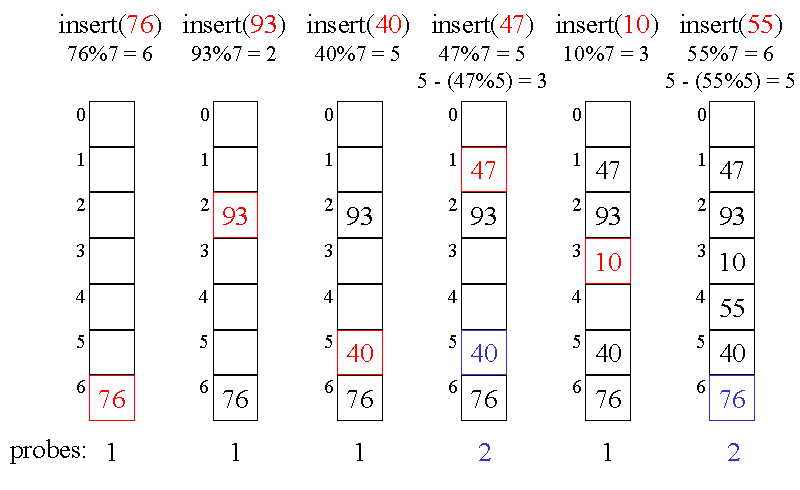 insert(76) insert(93) insert(40) insert(47) insert(10) insert(55)
76%7 = 6 93%7 = 2 40%7 = 5 47%7 = 5 10%7 = 3 55%7 = 6
5 - (47%5) = 3 5 - (55%5) = 5
0 0 0 0 0 0
1 1 1 1 47 1 47 1 47
2 2 93 2 93 2 93 2 93 2 93
3 3 3 3 3 10 3 10
4 4 4 4 4 4 55
5 5 5 40 5 40 5 40 5 40
6 76 6 76 6 76 6 76 6 76 6 76
probes: 1 1 1 2 1 2